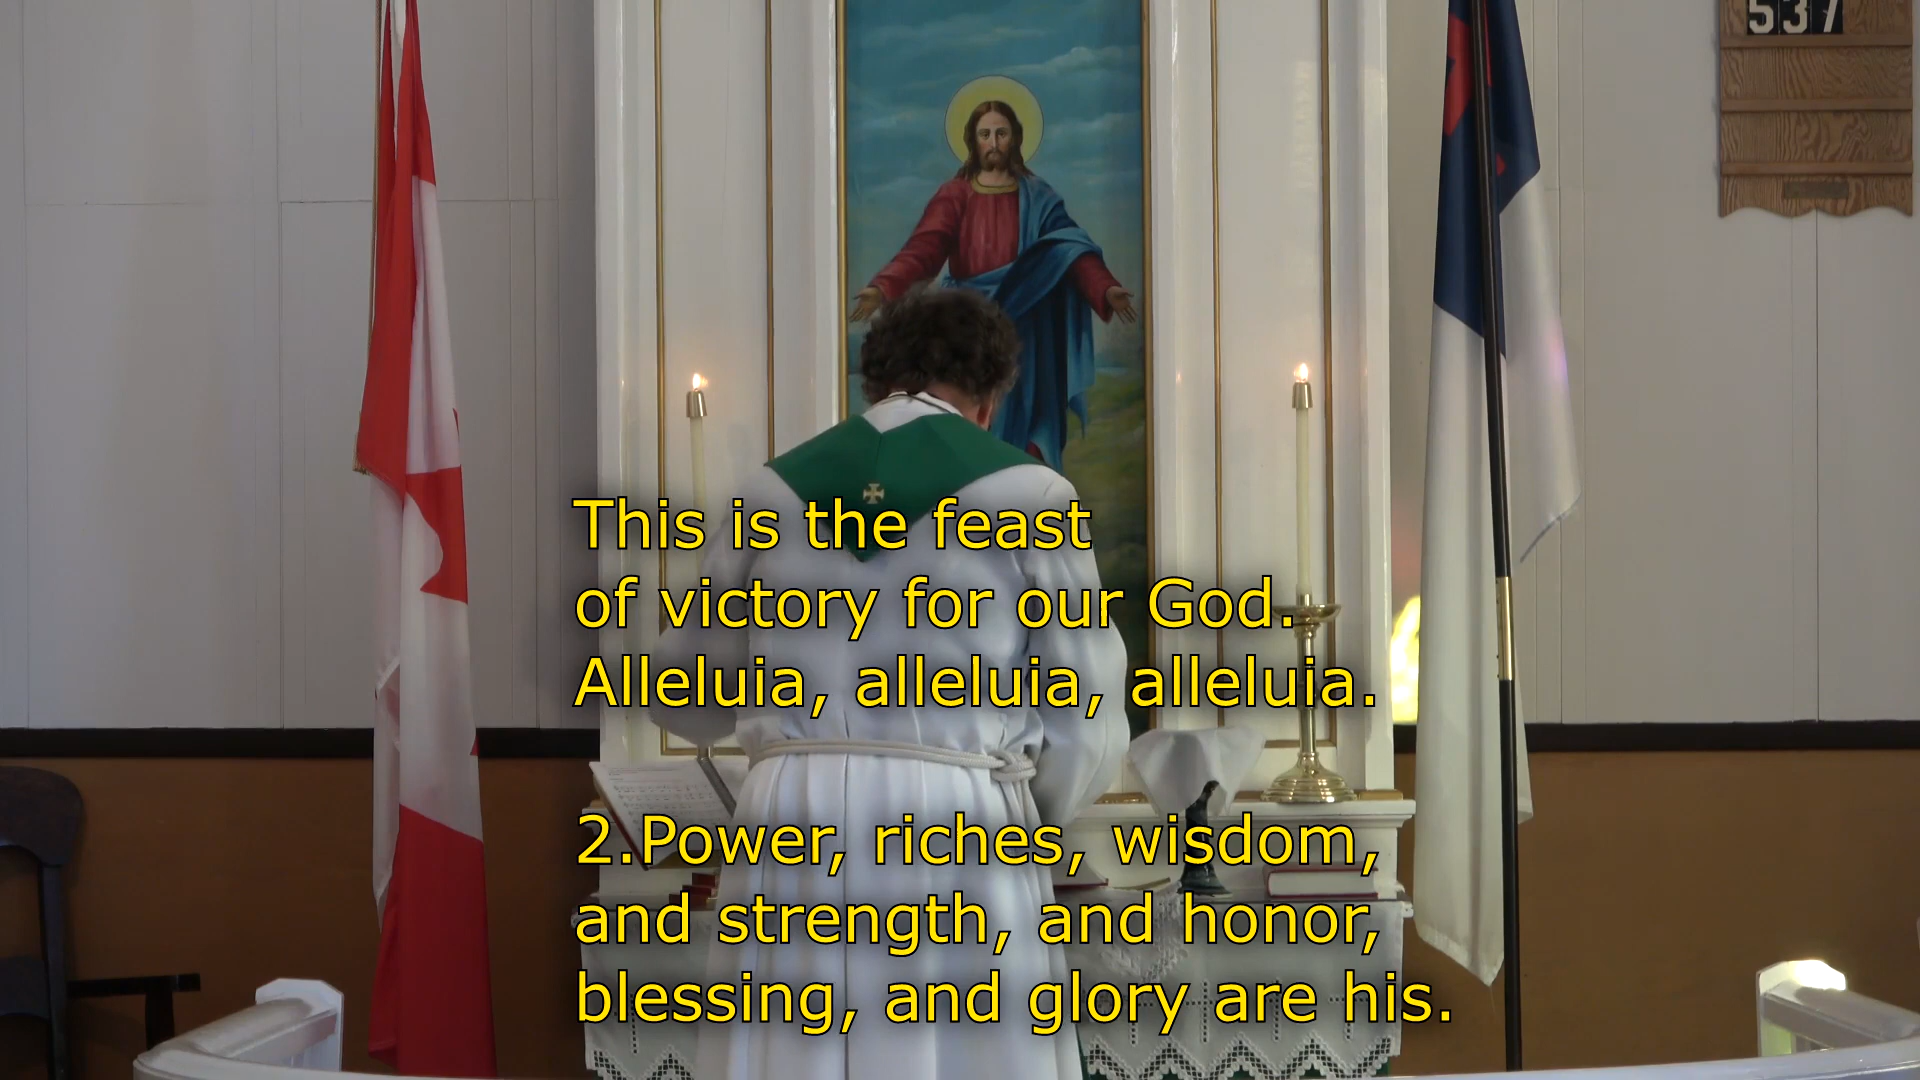 537
This is the feast
of victory for our God.
Alleluia, alleluia, alleluia.
2.Power, riches, wisdom,
and strength, and honor,
blessing, and glory are his.